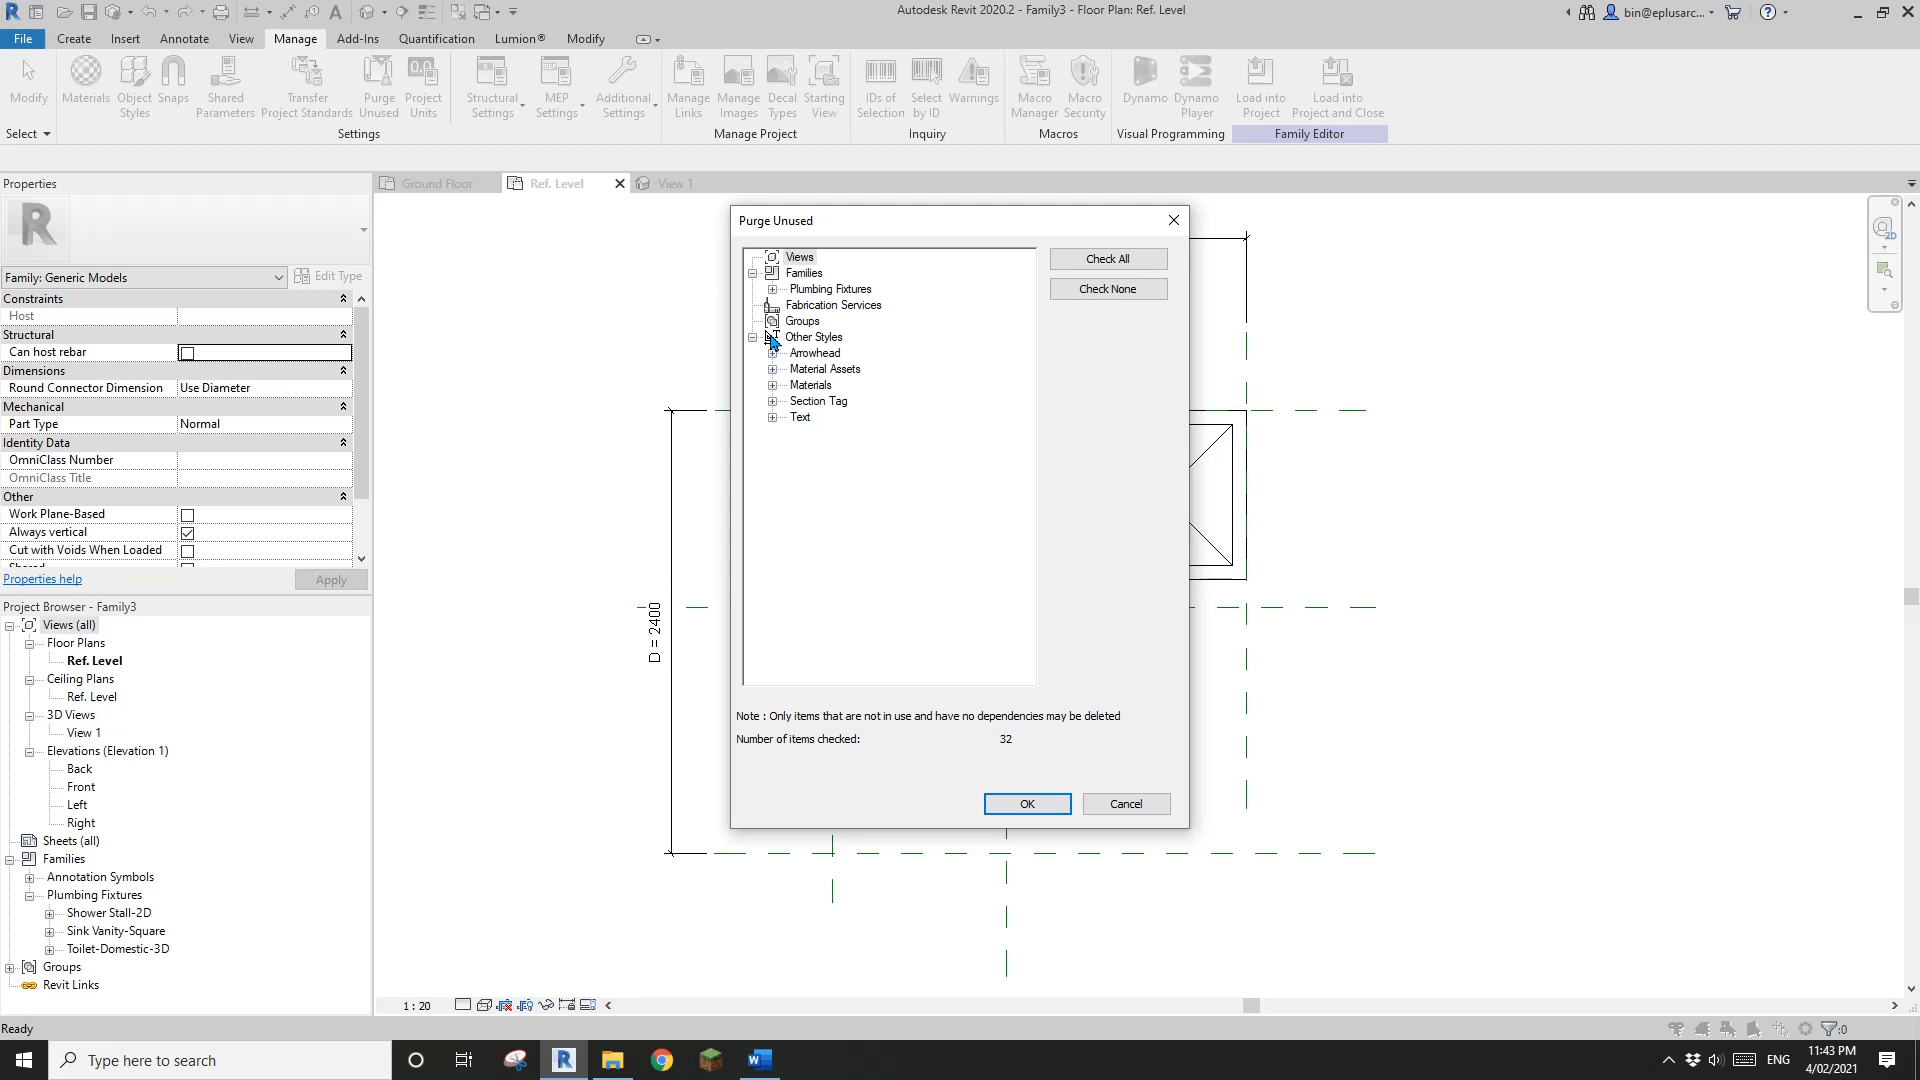 Autodesk Revit 2020.2 - Family3 - Floor Plan: Ref. Level
bin@eplusarc...
File Create Insert Annotate View Manage Add-Ins Quantification Lumion® Modify
Modify
Materials
Object Styles
Snaps
Shared Parameters
Transfer Project Standards
Purge Unused
Project Units
Structural Settings
MEP Settings
Additional Settings
Manage Links
Manage Images
Decal Types
Starting View
IDs of Selection
Select by ID
Warnings
Macro Manager
Macro Security
Dynamo
Dynamo Player
Load into Project
Load into Project and Close
Select Settings Manage Project Inquiry Macros Visual Programming Family Editor
Properties
Ground Floor Ref. Level View 1
Family: Generic Models Edit Type
Constraints
Host
Structural
Can host rebar
Dimensions
Round Connector Dimension Use Diameter
Mechanical
Part Type Normal
Identity Data
OmniClass Number
OmniClass Title
Other
Work Plane-Based
Always vertical
Cut with Voids When Loaded
Shared
Properties help Apply
Project Browser - Family3
Views (all)
Floor Plans
Ref. Level
Ceiling Plans
Ref. Level
3D Views
View 1
Elevations (Elevation 1)
Back
Front
Left
Right
Sheets (all)
Families
Annotation Symbols
Plumbing Fixtures
Shower Stall-2D
Sink Vanity-Square
Toilet-Domestic-3D
Groups
Revit Links
D = 2400
Purge Unused
Views
Families
Plumbing Fixtures
Fabrication Services
Groups
Other Styles
Arrowhead
Material Assets
Materials
Section Tag
Text
Check All
Check None
Note : Only items that are not in use and have no dependencies may be deleted
Number of items checked: 32
OK Cancel
2D
1 : 20
Ready
:0
Type here to search
ENG
11:43 PM
4/02/2021